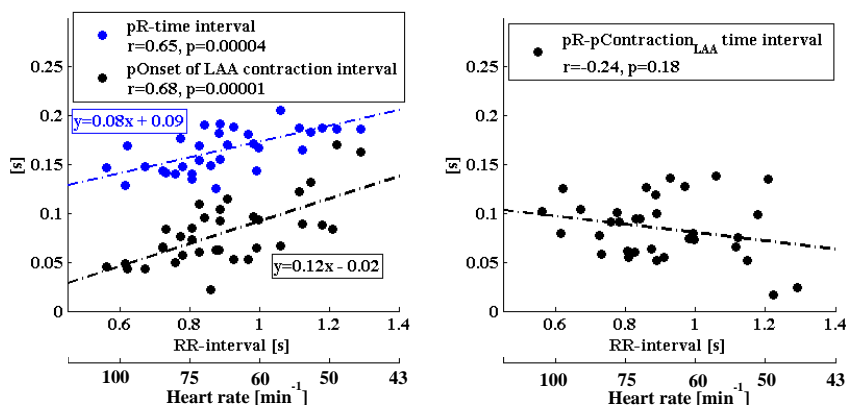 pR-time interval
r=0.65, p=0.00004
pOnset of LAA contraction interval
r=0.68, p=0.00001
0.25
0.2
0.15
0.1
0.05
0
[s]
y=0.08x + 0.09
y=0.12x - 0.02
0.6 0.8 1 1.2 1.4
RR-interval [s]
100 75 60 50 43
Heart rate [min-1]
pR-pContractionLAA time interval
r=-0.24, p=0.18
0.25
0.2
0.15
0.1
0.05
0
[s]
0.6 0.8 1 1.2 1.4
RR-interval [s]
100 75 60 50 43
Heart rate [min-1]